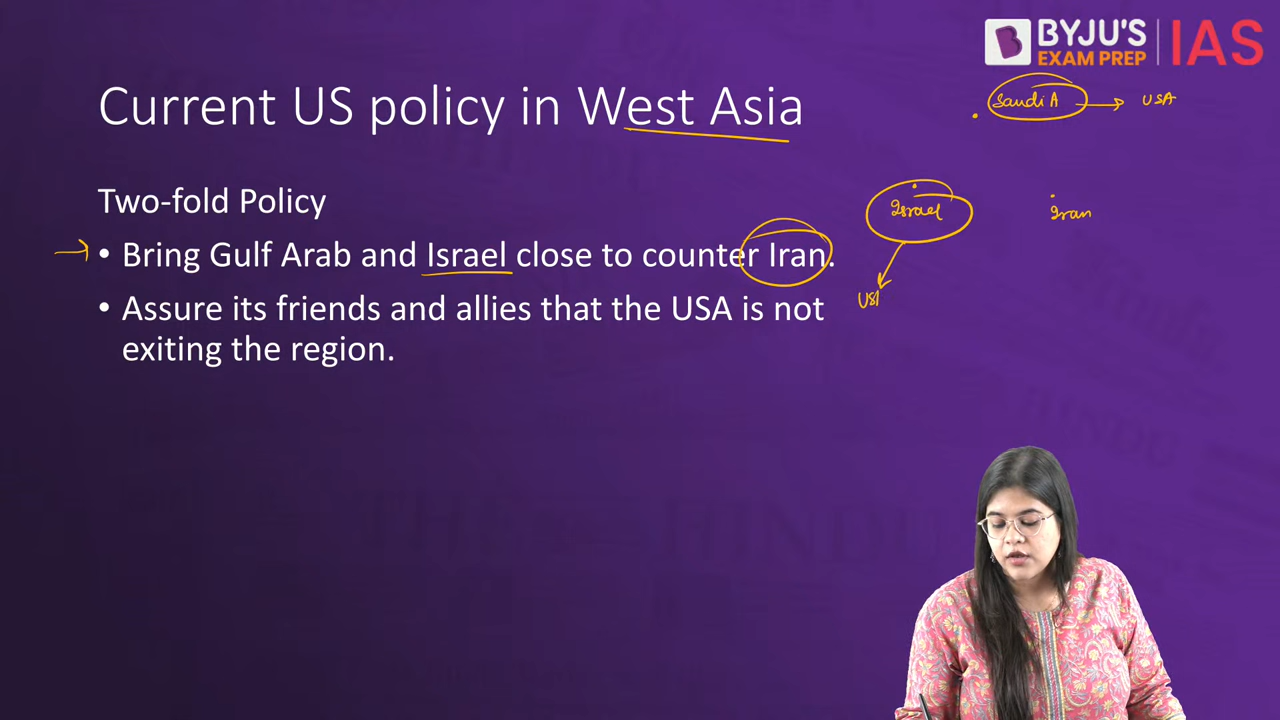 BYJU'S
EXAM PREP
IAS
Current US policy in West Asia
Saudi A → USA
Two-fold Policy
Israel
Iran
→ • Bring Gulf Arab and Israel close to counter Iran.
• Assure its friends and allies that the USA is not
exiting the region.
USA
THE HINDU